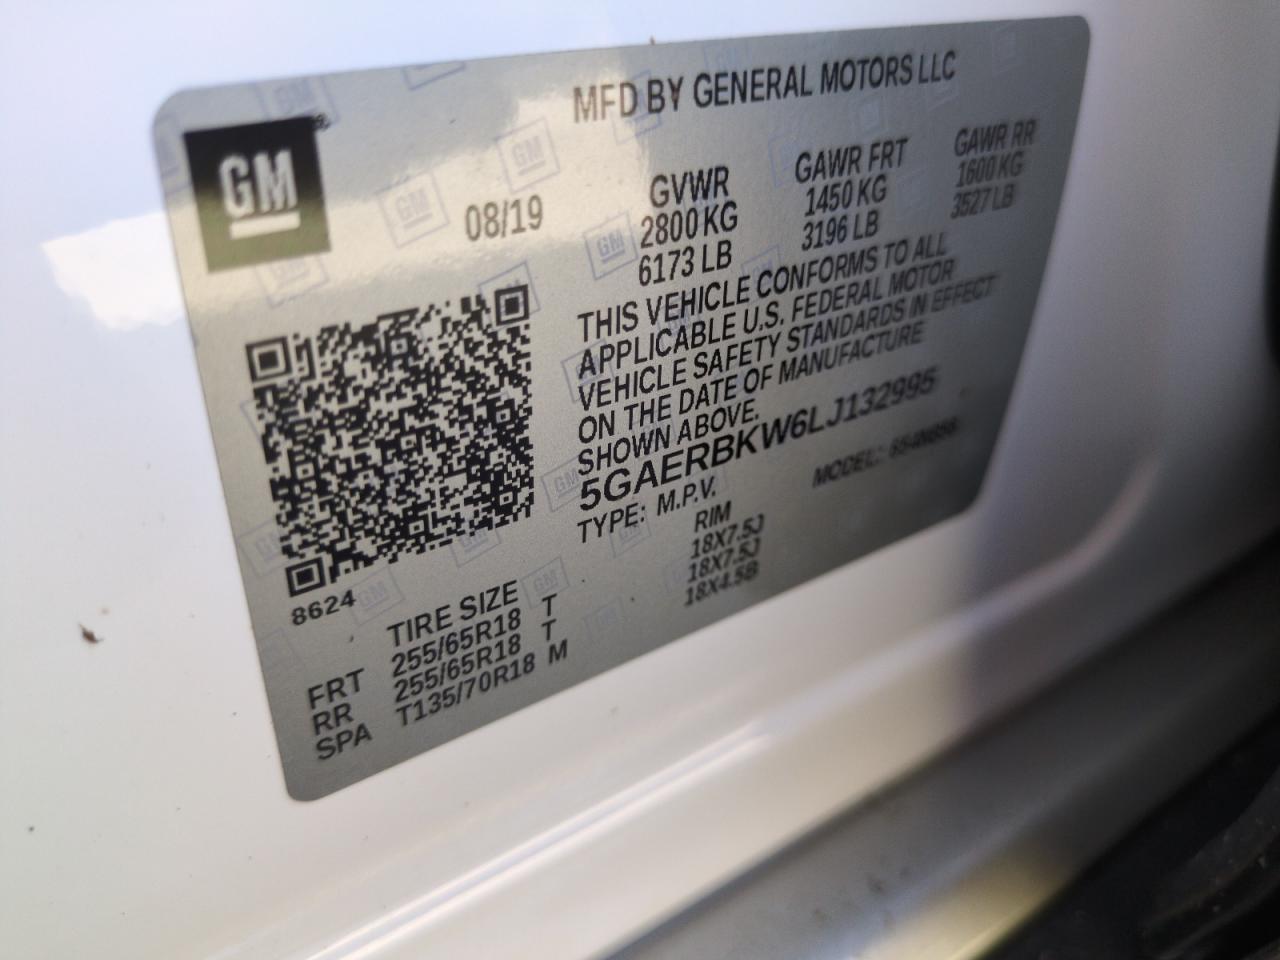 GM
MFD BY GENERAL MOTORS LLC
08/19
GVWR
2800 KG
6173 LB
GAWR FRT
1450 KG
3196 LB
GAWR RR
1600 KG
3527 LB
THIS VEHICLE CONFORMS TO ALL
APPLICABLE U.S. FEDERAL MOTOR
VEHICLE SAFETY STANDARDS IN EFFECT
ON THE DATE OF MANUFACTURE
SHOWN ABOVE.
5GAERBKW6LJ132995
TYPE: M.P.V.
MODEL:
8624
TIRE SIZE RIM
FRT 255/65R18 T 18X7.5J
RR 255/65R18 T 18X7.5J
SPA T135/70R18 M 18X4.5B